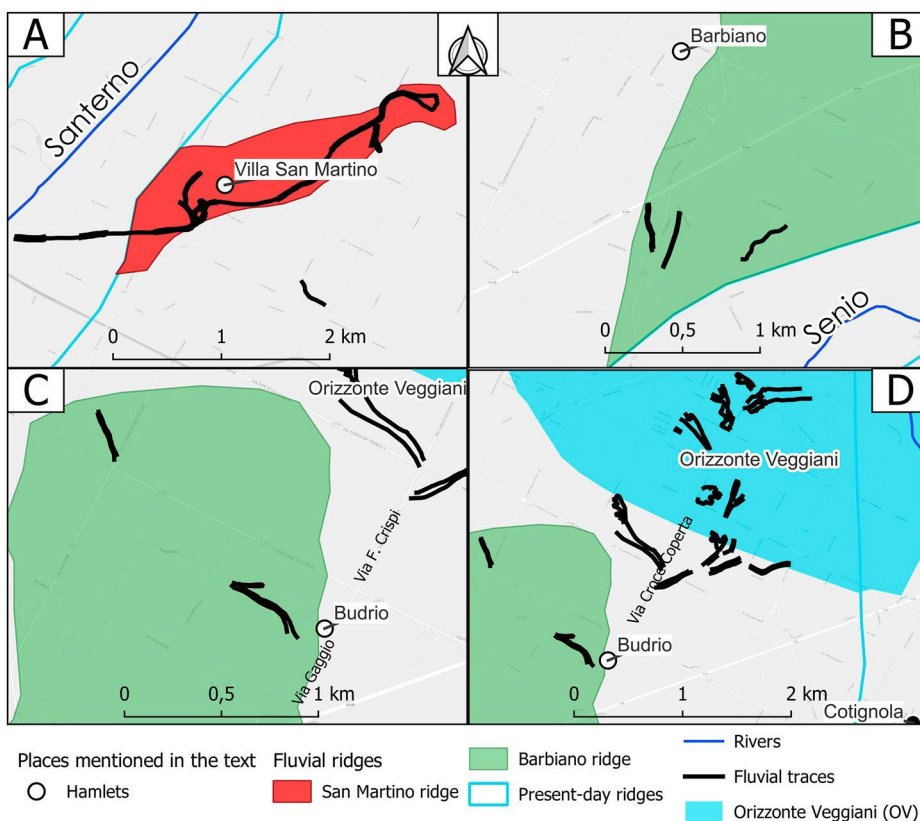 A
Santerno
Villa San Martino
0 1 2 km
B
Barbiano
Senio
0 0,5 1 km
C
Orizzonte Veggiani
Via F. Crispi
Budrio
Via Gaggio
0 0,5 1 km
D
Orizzonte Veggiani
Via Croce Coperta
Budrio
0 1 2 km
Cotignola
Places mentioned in the text
Hamlets
Fluvial ridges
San Martino ridge
Barbiano ridge
Present-day ridges
Rivers
Fluvial traces
Orizzonte Veggiani (OV)